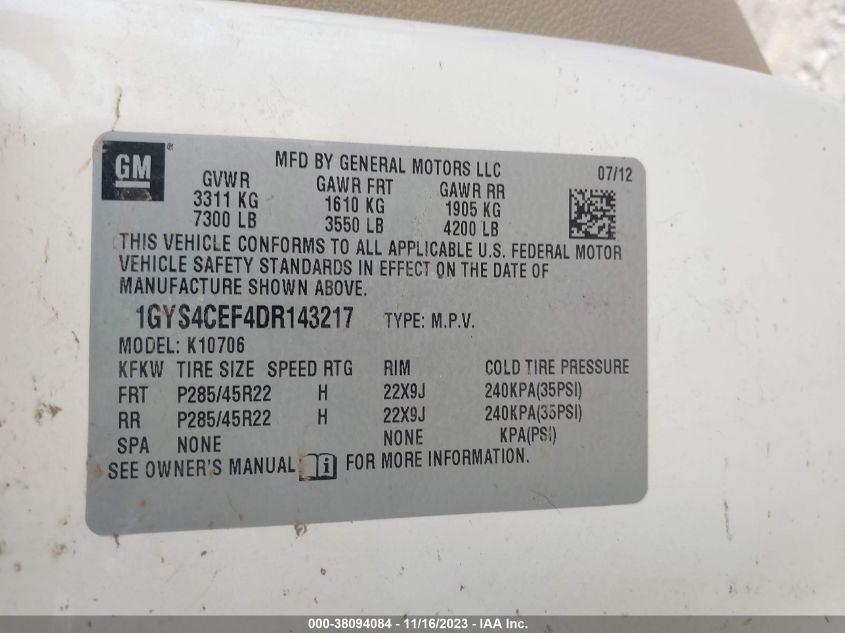 GM
MFD BY GENERAL MOTORS LLC 07/12
GVWR GAWR FRT GAWR RR
3311 KG 1610 KG 1905 KG
7300 LB 3550 LB 4200 LB
THIS VEHICLE CONFORMS TO ALL APPLICABLE U.S. FEDERAL MOTOR
VEHICLE SAFETY STANDARDS IN EFFECT ON THE DATE OF
MANUFACTURE SHOWN ABOVE.
1GYS4CEF4DR143217 TYPE: M.P.V.
MODEL: K10706
KFKW TIRE SIZE SPEED RTG RIM COLD TIRE PRESSURE
FRT P285/45R22 H 22X9J 240KPA(35PSI)
RR P285/45R22 H 22X9J 240KPA(35PSI)
SPA NONE NONE KPA(PSI)
SEE OWNER'S MANUAL i FOR MORE INFORMATION.
000-38094084 - 11/16/2023 - IAA Inc.